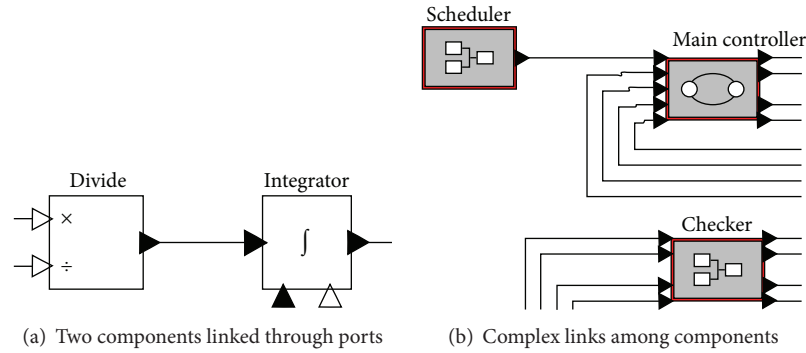 Scheduler
Main controller
Divide
Integrator
×
÷
∫
Checker
(a) Two components linked through ports
(b) Complex links among components